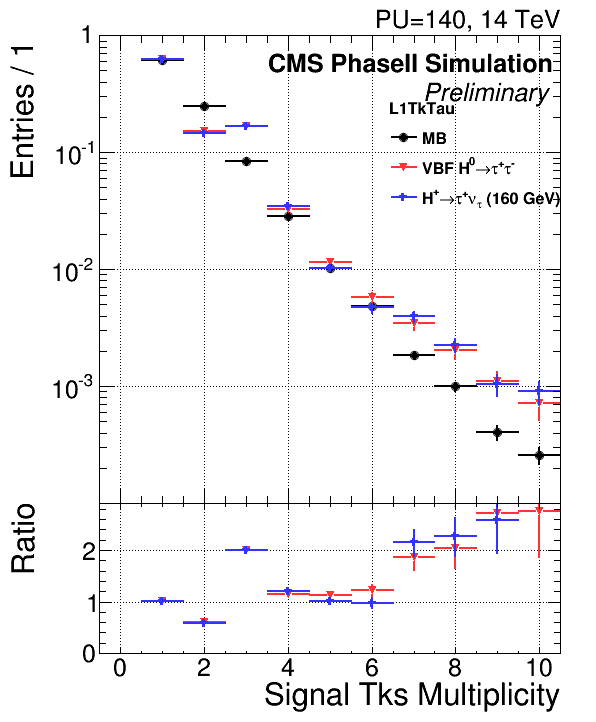 PU=140, 14 TeV
Entries / 1
CMS PhaseII Simulation
Preliminary
L1TkTau
MB
VBF H⁰→τ⁺τ⁻
H⁺→τ⁺ντ (160 GeV)
1
10⁻¹
10⁻²
10⁻³
Ratio
2
1
0
0 2 4 6 8 10
Signal Tks Multiplicity